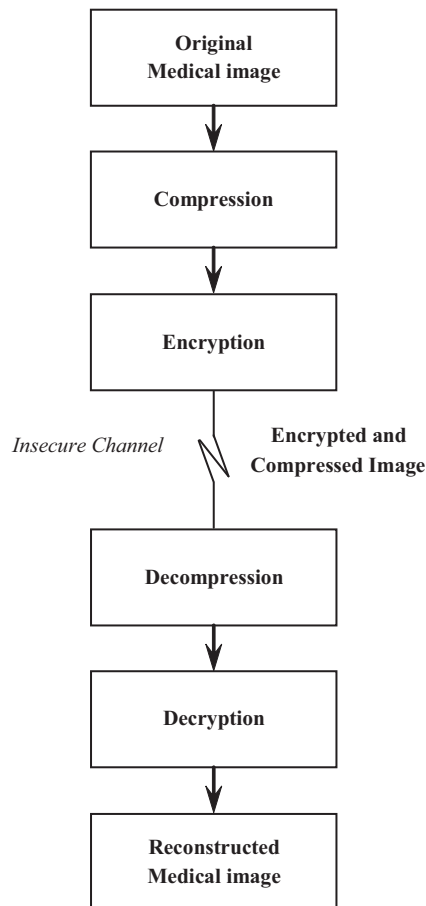 Original
Medical image
Compression
Encryption
Insecure Channel
Encrypted and
Compressed Image
Decompression
Decryption
Reconstructed
Medical image